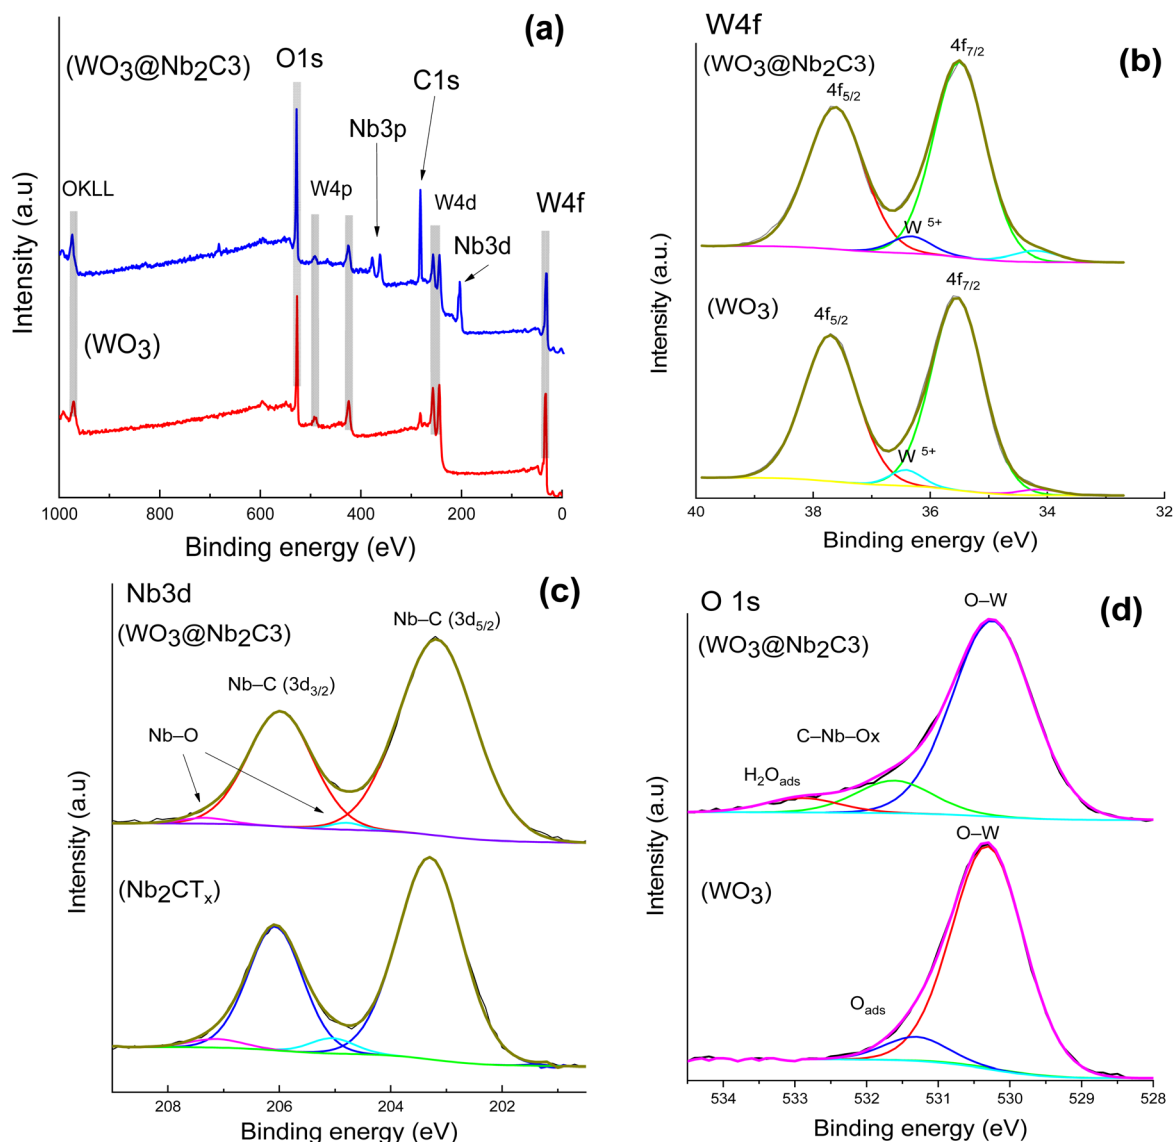 (a)
(WO3@Nb2C3)
O1s
C1s
Nb3p
OKLL
W4p
W4d
W4f
Nb3d
(WO3)
Intensity (a.u)
1000 800 600 400 200 0
Binding energy (eV)
W4f
(b)
(WO3@Nb2C3)
4f7/2
4f5/2
W 5+
(WO3)
4f7/2
4f5/2
W 5+
Intensity (a.u.)
40 38 36 34 32
Binding energy (eV)
Nb3d
(c)
(WO3@Nb2C3)
Nb–C (3d5/2)
Nb–C (3d3/2)
Nb–O
(Nb2CTx)
Intensity (a.u)
208 206 204 202
Binding energy (eV)
O 1s
(d)
O–W
(WO3@Nb2C3)
C–Nb–Ox
H2Oads
O–W
(WO3)
Oads
Intensity (a.u)
534 533 532 531 530 529 528
Binding energy (eV)